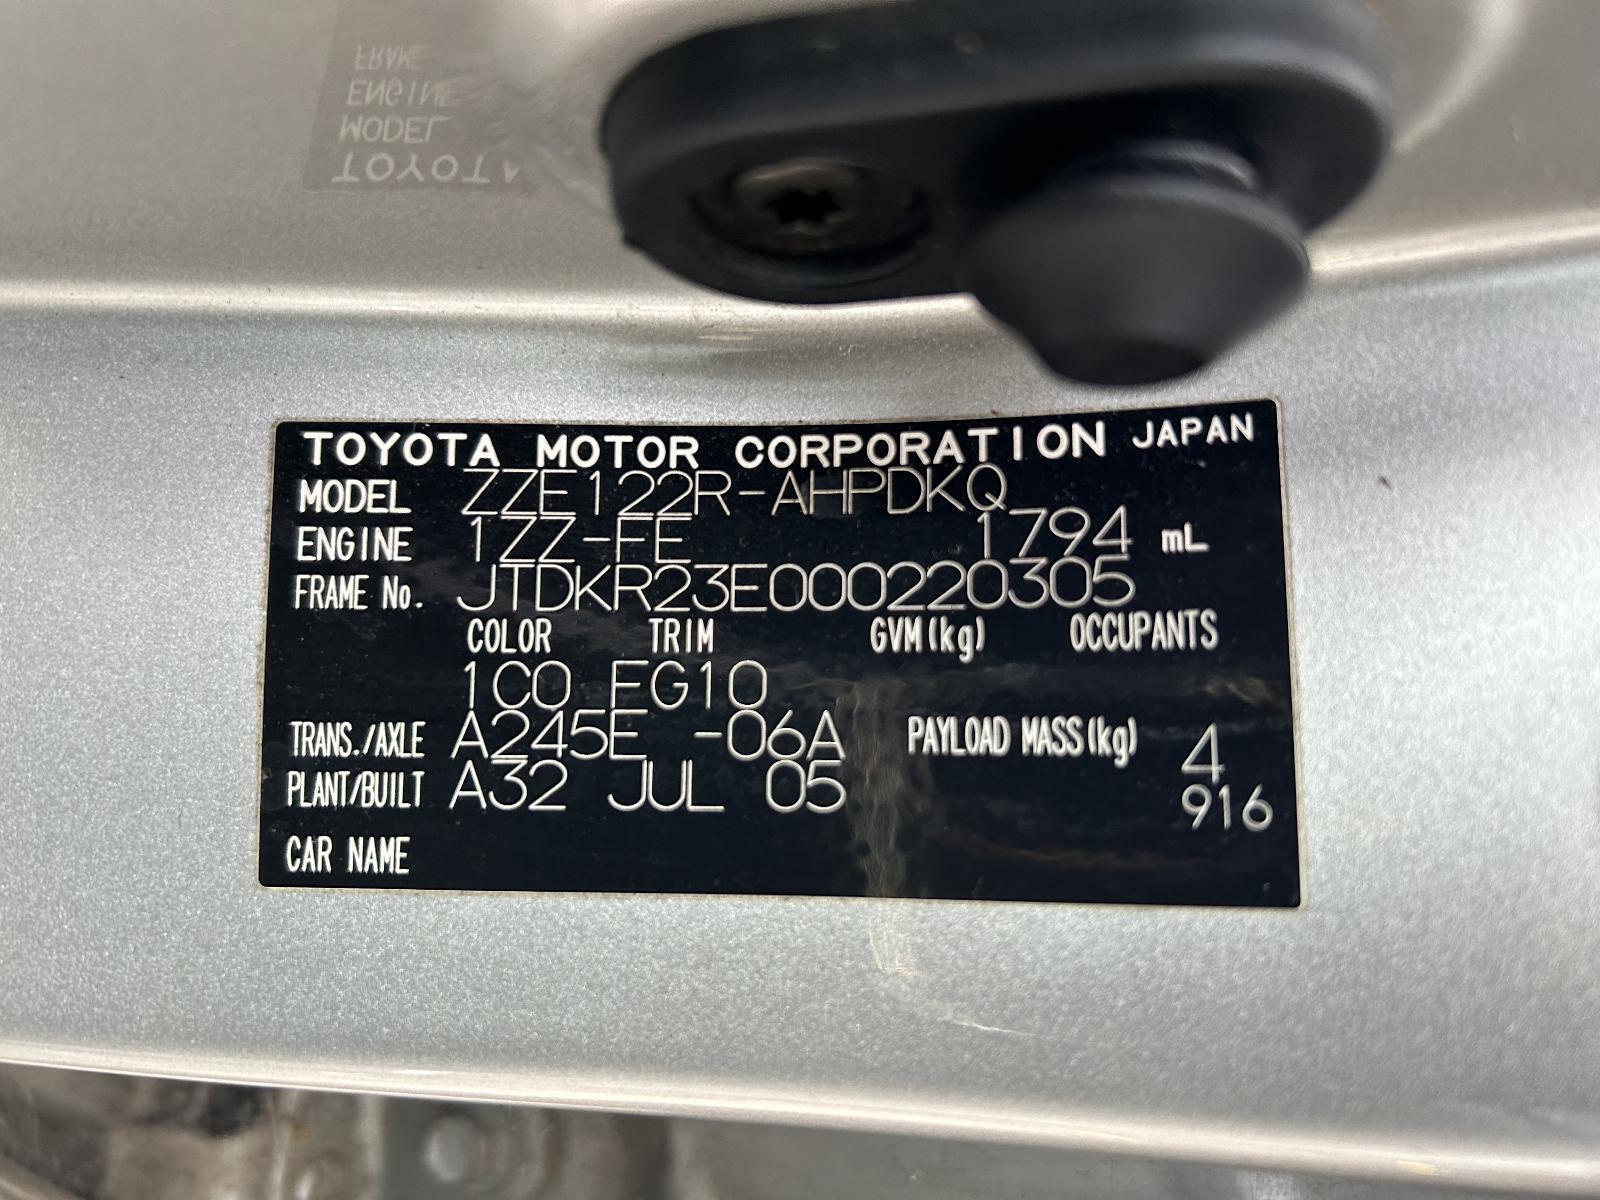 FRAME
ENGINE
MODEL
TOYOTA
TOYOTA MOTOR CORPORATION JAPAN
MODEL ZZE122R-AHPDKQ
ENGINE 1ZZ-FE 1794 mL
FRAME No. JTDKR23E000220305
COLOR TRIM GVM(kg) OCCUPANTS
1C0 FG10
TRANS./AXLE A245E -06A PAYLOAD MASS(kg) 4
PLANT/BUILT A32 JUL 05 916
CAR NAME